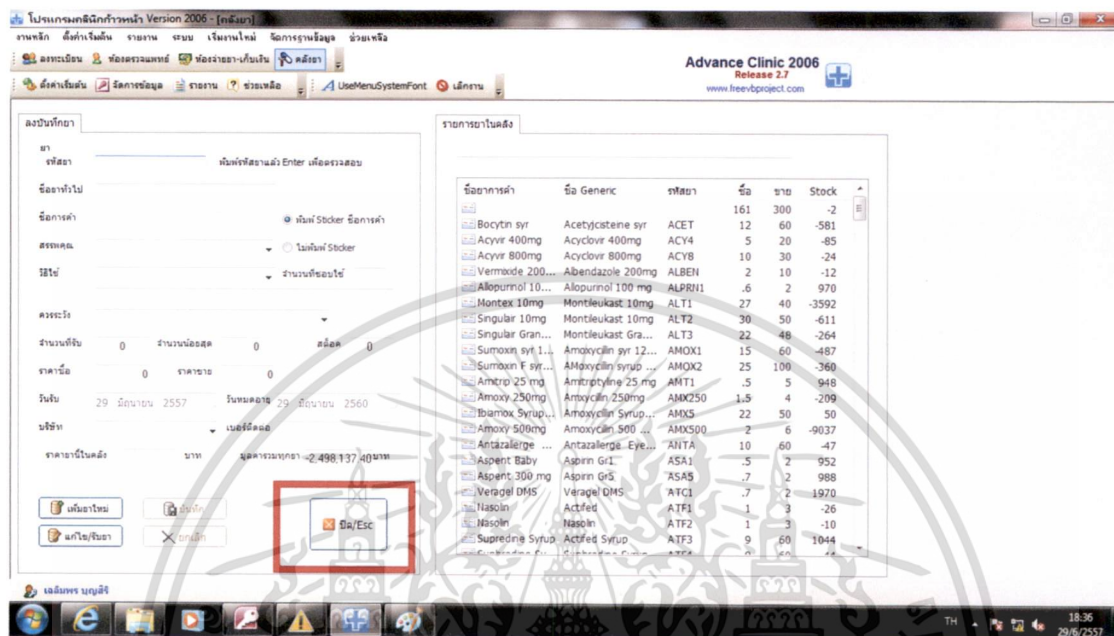 โปรแกรมคลินิกก้าวหน้า Version 2006 - [คลังยา]
งานหลัก ตั้งค่าเริ่มต้น รายงาน ระบบ เริ่มงานใหม่ จัดการฐานข้อมูล ช่วยเหลือ
ลงทะเบียน ห้องตรวจแพทย์ ห้องจ่ายยา-เก็บเงิน คลังยา
ตั้งค่าเริ่มต้น จัดการข้อมูล รายงาน ช่วยเหลือ UseMenuSystemFont เลิกงาน
Advance Clinic 2006
Release 2.7
www.freevbproject.com
ลงบันทึกยา
ยา
รหัสยา พิมพ์รหัสยาแล้ว Enter เพื่อตรวจสอบ
ชื่อยาทั่วไป
ชื่อการค้า พิมพ์ Sticker ชื่อการค้า
สรรพคุณ ไม่พิมพ์ Sticker
วิธีใช้ จำนวนที่ชอบใช้
ควรระวัง
จำนวนที่รับ 0 จำนวนน้อยสุด 0 สต็อค 0
ราคาซื้อ 0 ราคาขาย 0
วันรับ 29 มิถุนายน 2557 วันหมดอายุ 29 มิถุนายน 2560
บริษัท เบอร์ติดต่อ
ราคายานี้ในคลัง บาท มูลค่ารวมทุกยา -2,498,137.40 บาท
เพิ่มยาใหม่ บันทึก
แก้ไข/รับยา ยกเลิก
ปิด/Esc
รายการยาในคลัง
ชื่อยาการค้า ชื่อ Generic รหัสยา ซื้อ ขาย Stock
161 300 -2
Bocytin syr Acetylcisteine syr ACET 12 60 -581
Acyvir 400mg Acyclovir 400mg ACY4 5 20 -85
Acyvir 800mg Acyclovir 800mg ACY8 10 30 -24
Vermixide 200... Albendazole 200mg ALBEN 2 10 -12
Allopurinol 10... Allopurinol 100 mg ALPRN1 .6 2 970
Montex 10mg Montileukast 10mg ALT1 27 40 -3592
Singulair 10mg Montileukast 10mg ALT2 30 50 -611
Singulair Gran... Montileukast Gra... ALT3 22 48 -264
Sumoxin syr 1... Amoxycilin syr 12... AMOX1 15 60 -487
Sumoxin F syr... AMoxycilin syrup ... AMOX2 25 100 -360
Amitrip 25 mg Amitriptyline 25 mg AMT1 .5 5 948
Amoxy 250mg Amoxycilin 250mg AMX250 1.5 4 -209
Ibiamox Syrup... Amoxycilin Syrup... AMX5 22 50 50
Amoxy 500mg Amoxycilin 500 ... AMX500 2 6 -9037
Antazallerge ... Antazallerge Eye... ANTA 10 60 -47
Aspent Baby Aspirin Gr1 ASA1 .5 2 952
Aspent 300 mg Aspirin Gr5 ASA5 .7 2 988
Veragel DMS Veragel DMS ATC1 .7 2 1970
Nasolin Actifed ATF1 1 3 -26
Nasolin Nasolin ATF2 1 3 -10
Supredine Syrup Actifed Syrup ATF3 9 60 1044
เฉลิมพร บุญสิริ
TH 18:36
29/6/2557